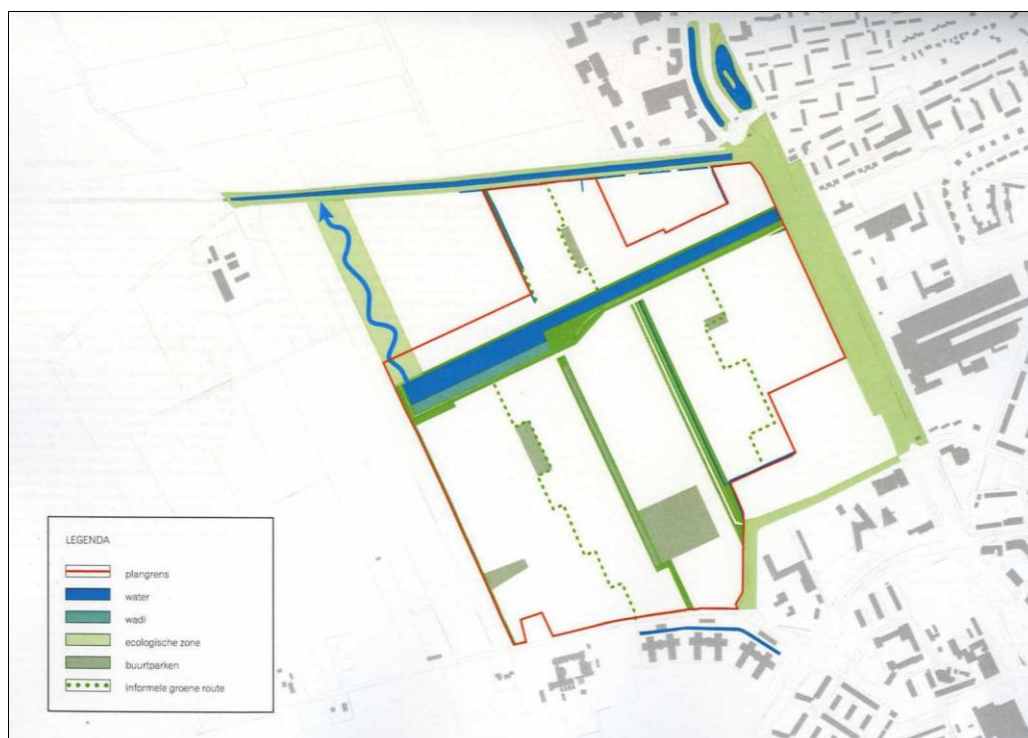 LEGENDA
plangrens
water
wadi
ecologische zone
buurtparken
informele groene route